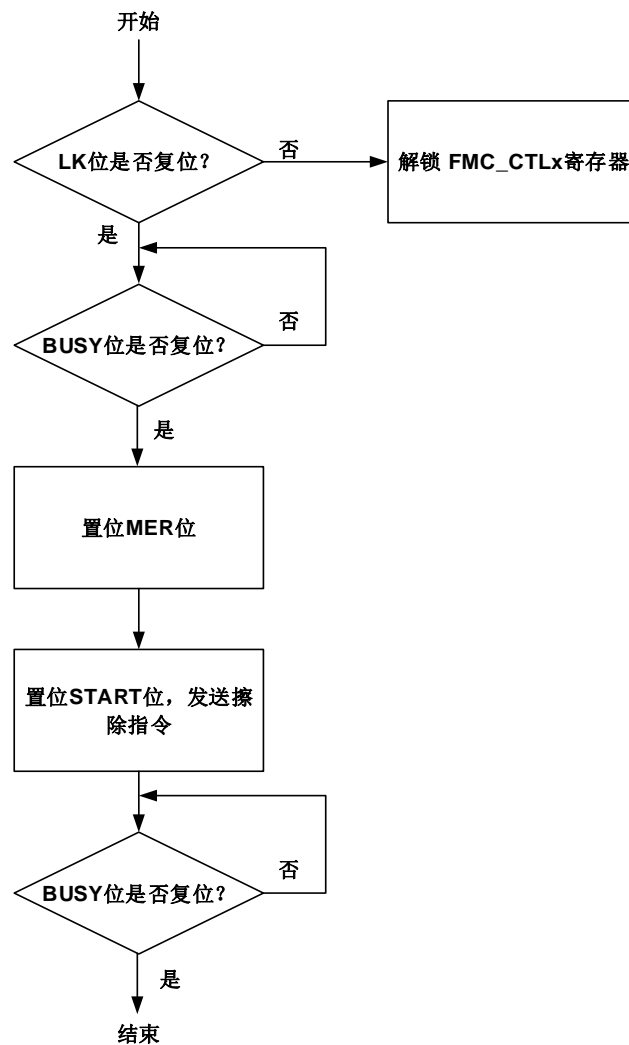 开始
LK位是否复位？
否
解锁 FMC_CTLx寄存器
是
BUSY位是否复位？
否
是
置位MER位
置位START位，发送擦
除指令
BUSY位是否复位？
否
是
结束